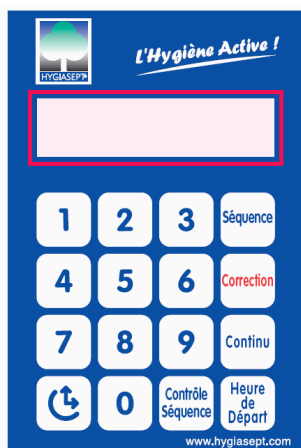 HYGIASEPT
L'Hygiène Active !
1 2 3 Séquence
4 5 6 Correction
7 8 9 Continu
0 Contrôle Séquence Heure de Départ
www.hygiasept.com